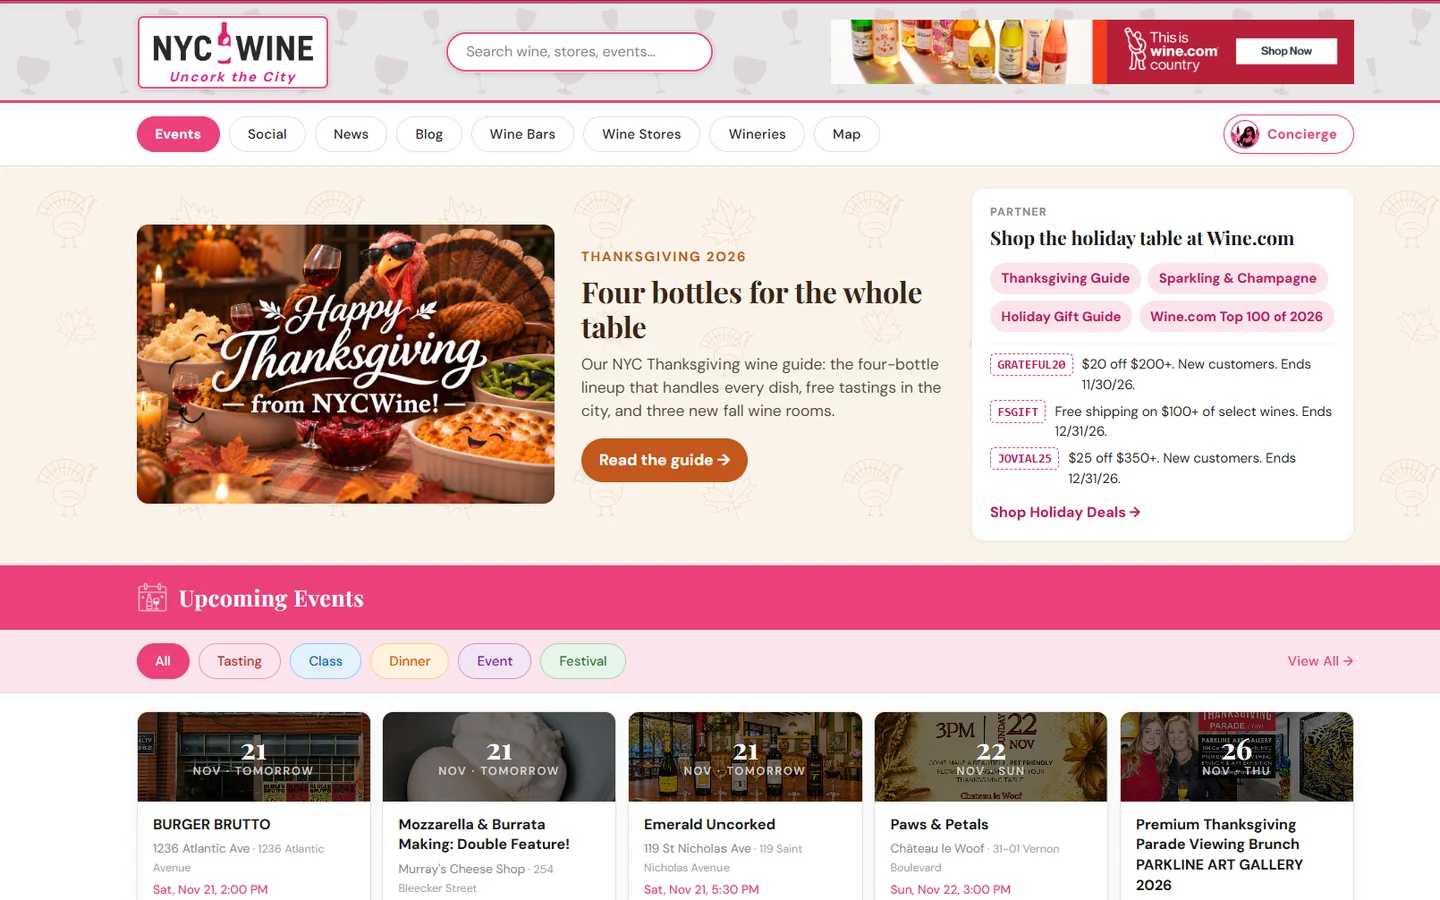 NYC WINE
Uncork the City
Search wine, stores, events...
This is
wine.com
country
Shop Now
Events
Social
News
Blog
Wine Bars
Wine Stores
Wineries
Map
Concierge
Happy
Thanksgiving
from NYCWine!
THANKSGIVING 2026
Four bottles for the whole
table
Our NYC Thanksgiving wine guide: the four-bottle
lineup that handles every dish, free tastings in the
city, and three new fall wine rooms.
Read the guide →
PARTNER
Shop the holiday table at Wine.com
Thanksgiving Guide
Sparkling & Champagne
Holiday Gift Guide
Wine.com Top 100 of 2026
GRATEFUL20 $20 off $200+. New customers. Ends
11/30/26.
FSGIFT Free shipping on $100+ of select wines. Ends
12/31/26.
JOVIAL25 $25 off $350+. New customers. Ends
12/31/26.
Shop Holiday Deals →
Upcoming Events
All
Tasting
Class
Dinner
Event
Festival
View All →
21
NOV · TOMORROW
BURGER BRUTTO
1236 Atlantic Ave · 1236 Atlantic
Avenue
Sat, Nov 21, 2:00 PM
21
NOV · TOMORROW
Mozzarella & Burrata
Making: Double Feature!
Murray's Cheese Shop · 254
Bleecker Street
21
NOV · TOMORROW
Emerald Uncorked
119 St Nicholas Ave · 119 Saint
Nicholas Avenue
Sat, Nov 21, 5:30 PM
3PM
SUNDAY
22
NOV
22
NOV · SUN
Chateau le Woof
Paws & Petals
Château le Woof · 31-01 Vernon
Boulevard
Sun, Nov 22, 3:00 PM
THANKSGIVING
PARADE
PARKLINE ART GALLERY
26
NOV · THU
Premium Thanksgiving
Parade Viewing Brunch
PARKLINE ART GALLERY
2026